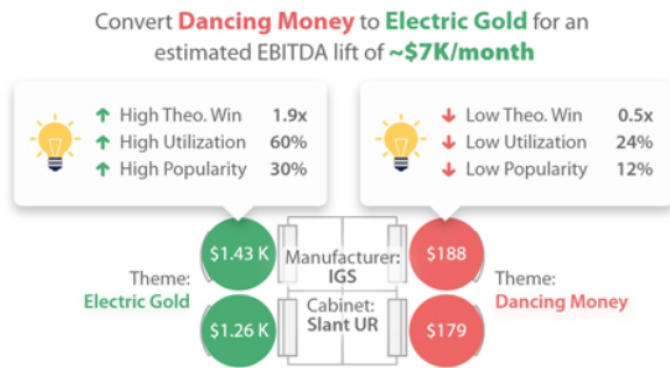 Convert Dancing Money to Electric Gold for an
estimated EBITDA lift of ~$7K/month
High Theo. Win 1.9x
High Utilization 60%
High Popularity 30%
Low Theo. Win 0.5x
Low Utilization 24%
Low Popularity 12%
Theme:
Electric Gold
$1.43 K
$1.26 K
Manufacturer:
IGS
Cabinet:
Slant UR
$188
$179
Theme:
Dancing Money